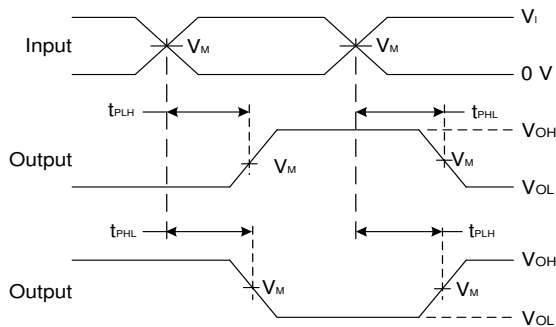 VI
Input
VM
VM
0 V
tPLH
tPHL
VOH
Output
VM
VM
VOL
tPHL
tPLH
VOH
Output
VM
VM
VOL